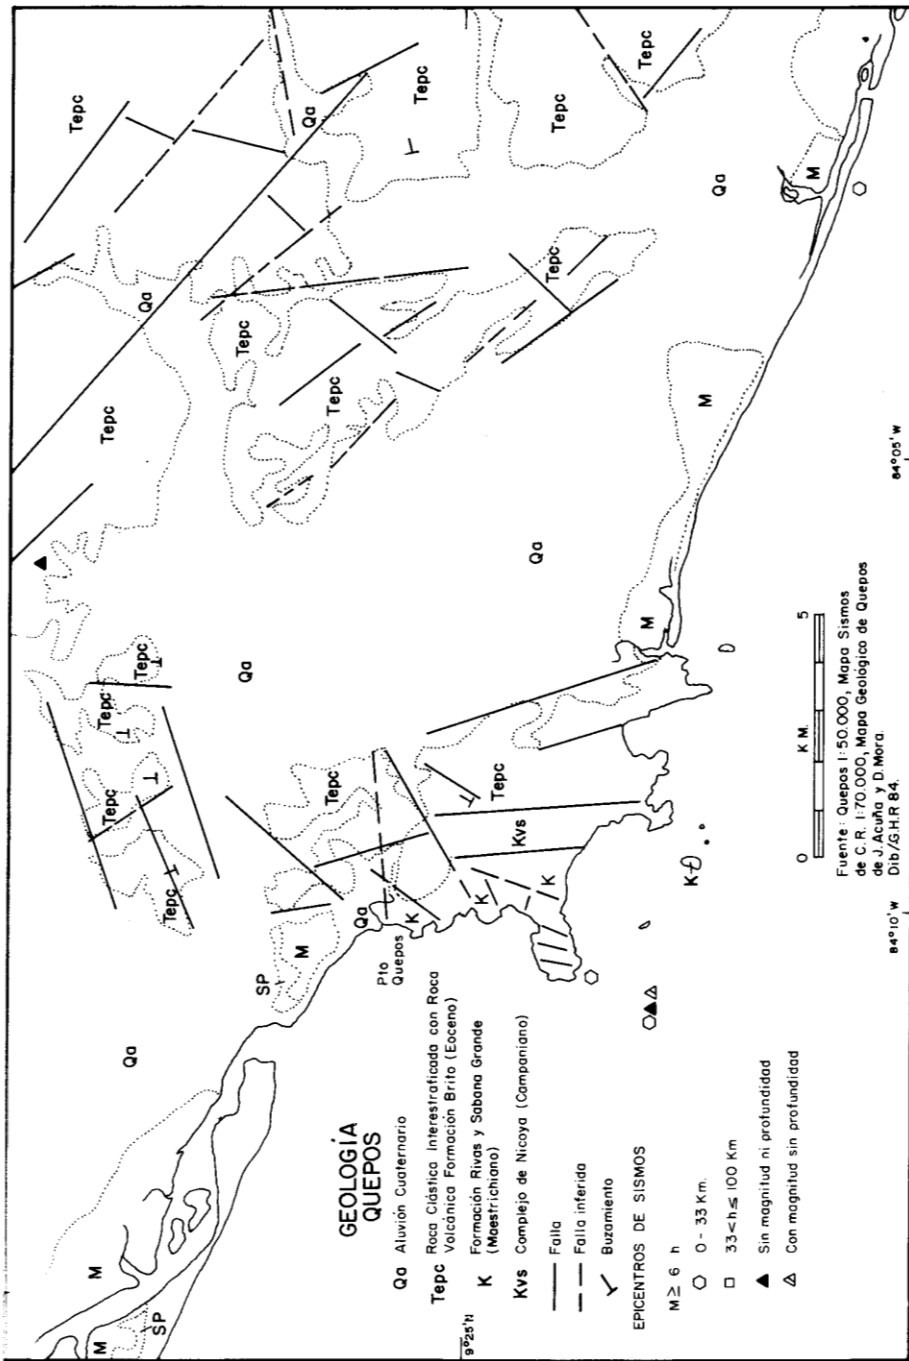 GEOLOGÍA
QUEPOS
Qa Aluvión Cuaternario
Tepc Roca Clástica Interestraficada con Roca
Volcánica Formación Brito (Eoceno)
K Formación Rivas y Sabana Grande
(Maestrichiano)
Kvs Complejo de Nicoya (Campaniano)
Falla
Falla inferida
Buzamiento
EPICENTROS DE SISMOS
M ≥ 6 h
0 - 33 Km.
33<h≤ 100 Km
Sin magnitud ni profundidad
Con magnitud sin profundidad
9°25'N
M
SP
M
Qa
SP
M
Qa
Pto
Quepos
K
K
K
Kvs
K
Tepc
Tepc
Tepc
Tepc
Tepc
Tepc
Qa
Qa
M
M
Tepc
Tepc
Tepc
Qa
Tepc
Tepc
Qa
Tepc
Tepc
Tepc
Qa
M
84°10'W
84°05'W
K M.
0
5
Fuente: Quepos 1:50.000, Mapa Sismos
de C. R. 1:70.000, Mapa Geológico de Quepos
de J. Acuña y D. Mora.
Dib/G.H.R 84.